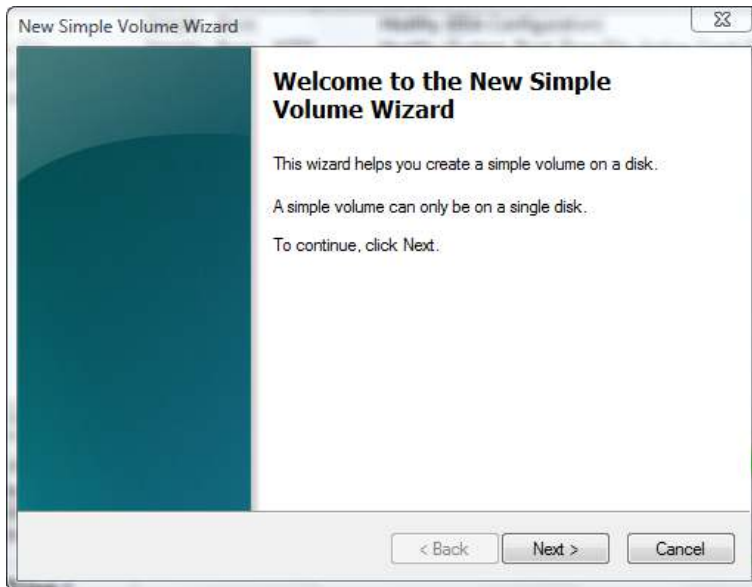 New Simple Volume Wizard
Welcome to the New Simple
Volume Wizard
This wizard helps you create a simple volume on a disk.
A simple volume can only be on a single disk.
To continue, click Next.
< Back
Next >
Cancel